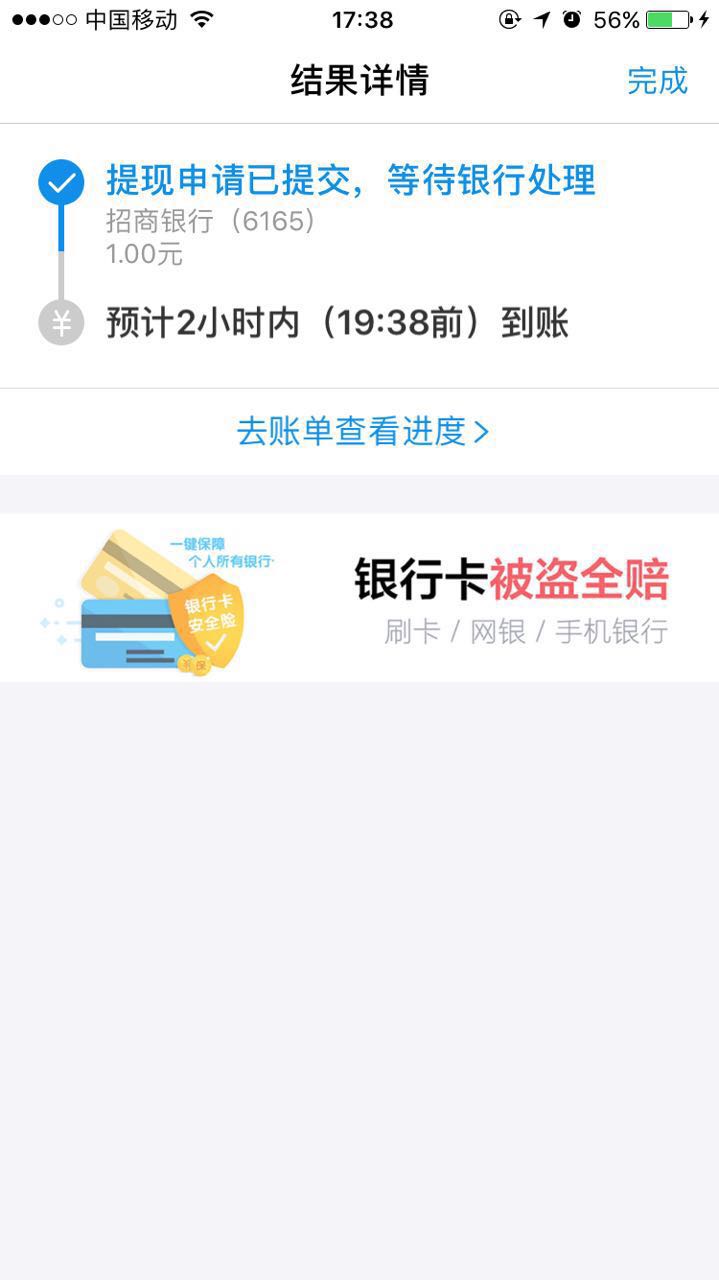 中国移动
17:38
56%
结果详情
完成
提现申请已提交，等待银行处理
招商银行（6165）
1.00元
¥
预计2小时内（19:38前）到账
去账单查看进度
一键保障
个人所有银行·
银行卡
安全险
保
银行卡被盗全赔
刷卡 / 网银 / 手机银行